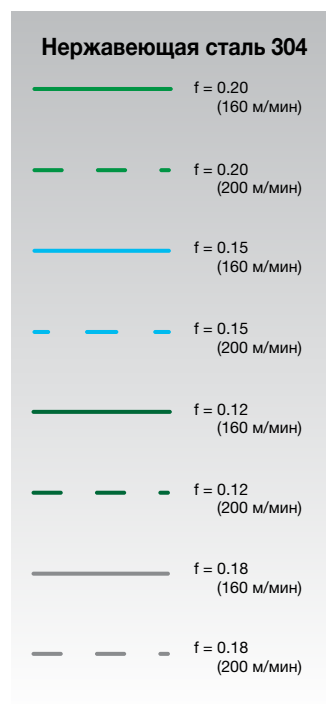 Нержавеющая сталь 304
f = 0.20
(160 м/мин)
f = 0.20
(200 м/мин)
f = 0.15
(160 м/мин)
f = 0.15
(200 м/мин)
f = 0.12
(160 м/мин)
f = 0.12
(200 м/мин)
f = 0.18
(160 м/мин)
f = 0.18
(200 м/мин)